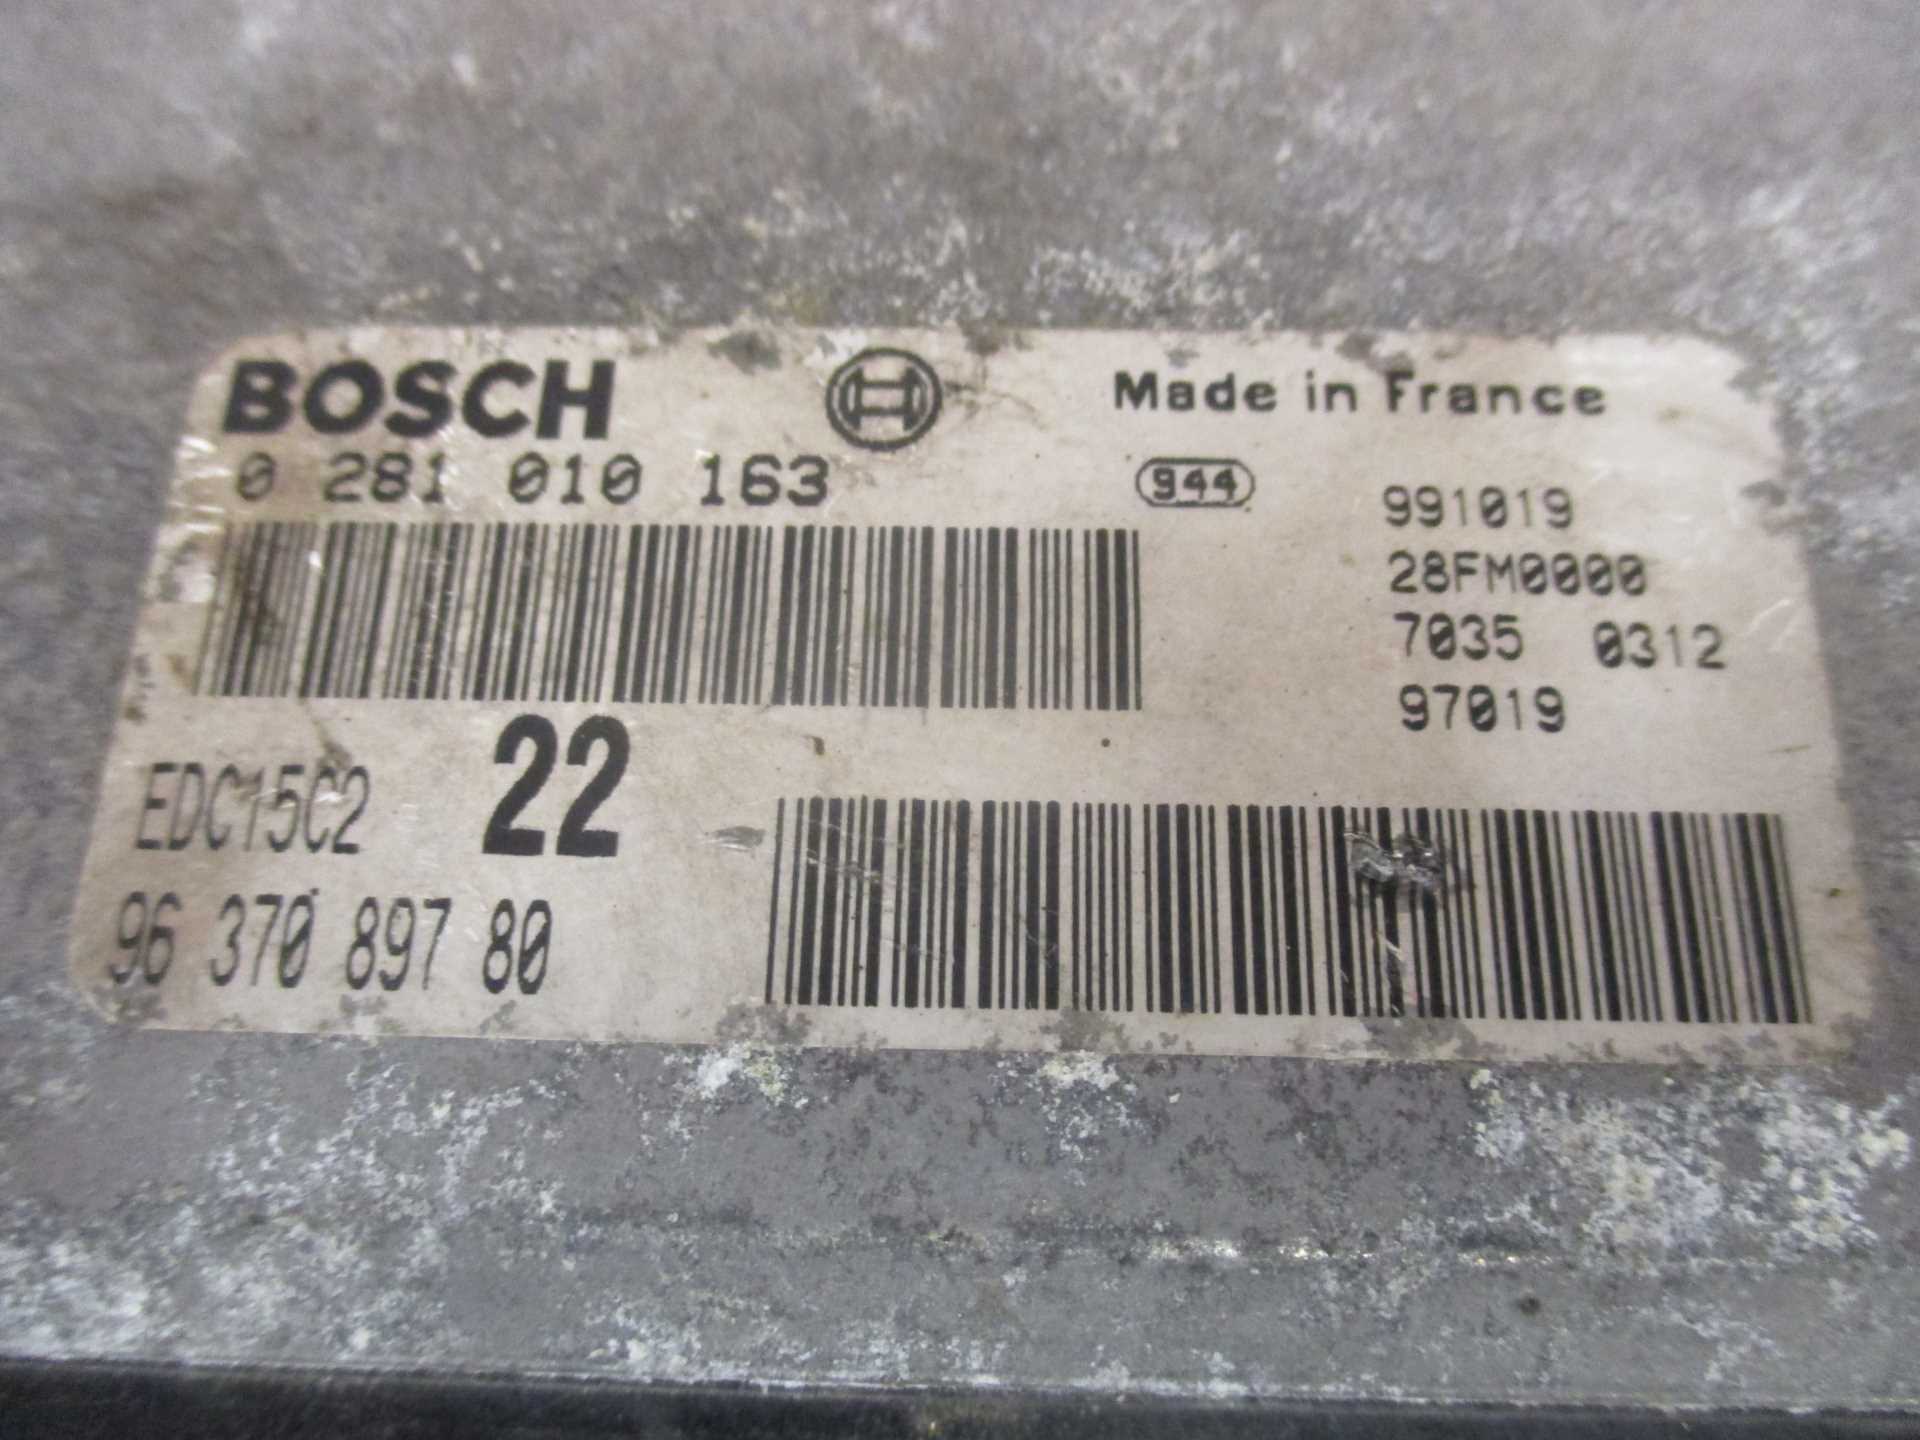 BOSCH Made in France
0 281 010 163 944 991019
28FM0000
7035 0312
97019
EDC15C2 22
96 370 897 80